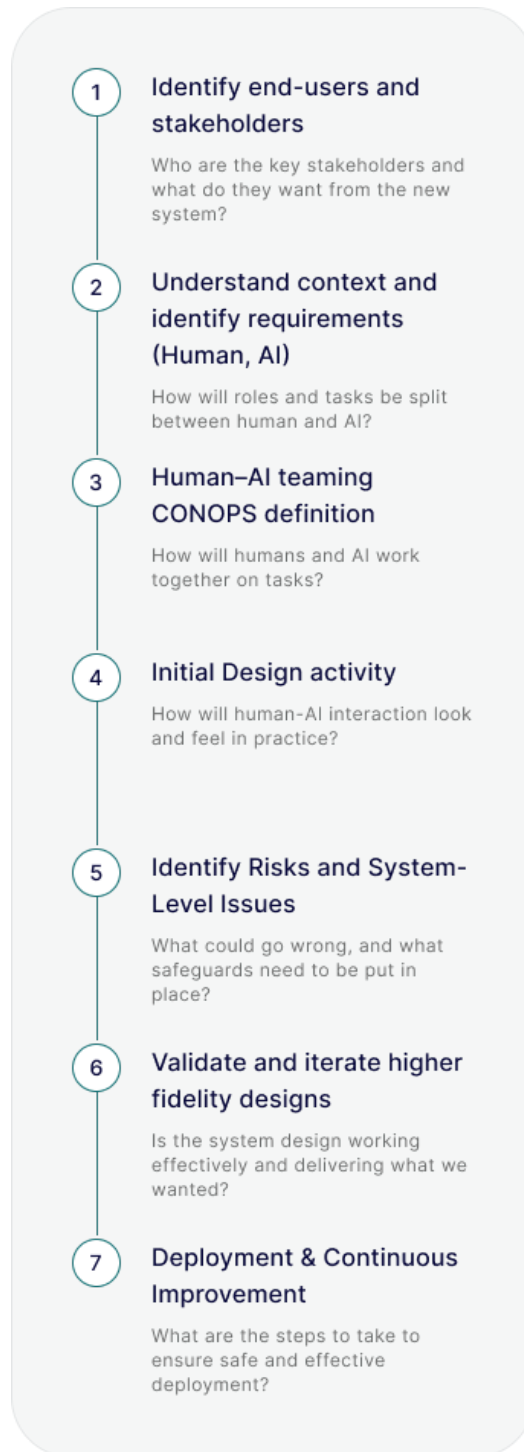 1
Identify end-users and
stakeholders
Who are the key stakeholders and
what do they want from the new
system?
2
Understand context and
identify requirements
(Human, AI)
How will roles and tasks be split
between human and AI?
3
Human–AI teaming
CONOPS definition
How will humans and AI work
together on tasks?
4
Initial Design activity
How will human-AI interaction look
and feel in practice?
5
Identify Risks and System-
Level Issues
What could go wrong, and what
safeguards need to be put in
place?
6
Validate and iterate higher
fidelity designs
Is the system design working
effectively and delivering what we
wanted?
7
Deployment & Continuous
Improvement
What are the steps to take to
ensure safe and effective
deployment?